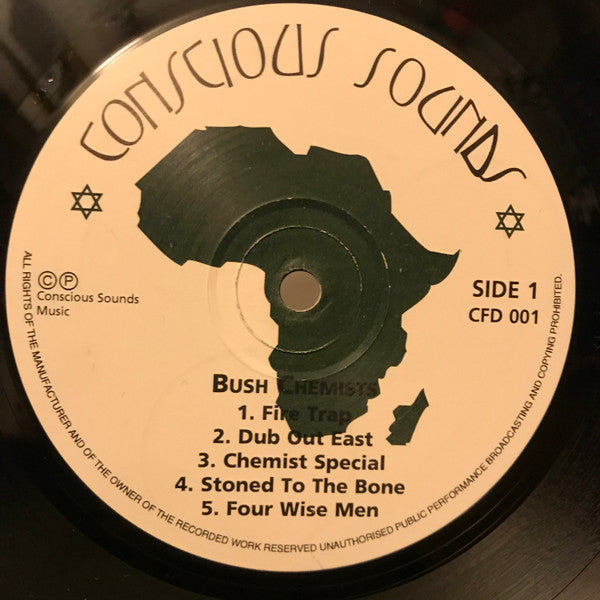 CONSCIOUS SOUNDS
©℗
Conscious Sounds
Music
SIDE 1
CFD 001
BUSH CHEMISTS
1. Fire Trap
2. Dub Out East
3. Chemist Special
4. Stoned To The Bone
5. Four Wise Men
ALL RIGHTS OF THE MANUFACTURER AND OF THE OWNER OF THE RECORDED WORK RESERVED UNAUTHORISED PUBLIC PERFORMANCE BROADCASTING AND COPYING PROHIBITED.